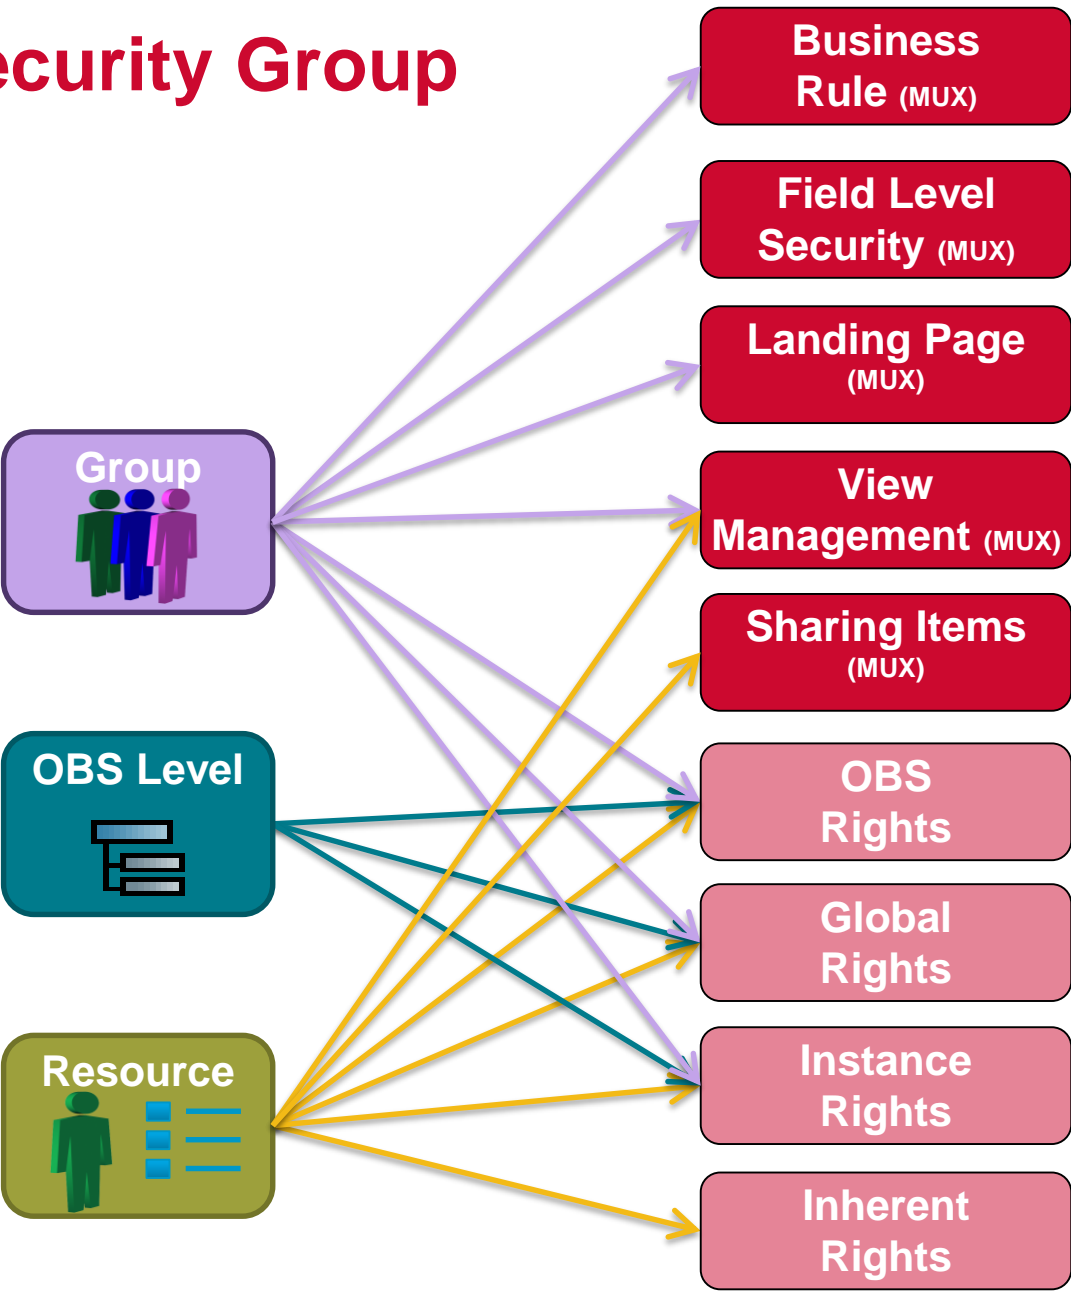 ecurity Group
Business
Rule (MUX)
Field Level
Security (MUX)
Landing Page
(MUX)
Group
View
Management (MUX)
Sharing Items
(MUX)
OBS Level
OBS
Rights
Global
Rights
Resource
Instance
Rights
Inherent
Rights